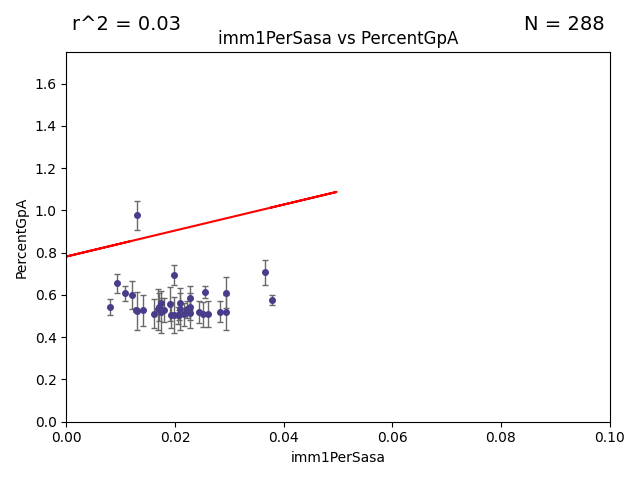 r^2 = 0.03
N = 288
imm1PerSasa vs PercentGpA
PercentGpA
1.6
1.4
1.2
1.0
0.8
0.6
0.4
0.2
0.0
0.00 0.02 0.04 0.06 0.08 0.10
imm1PerSasa